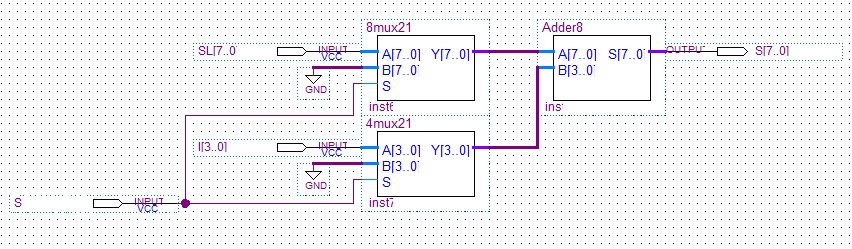 8mux21 Adder8
SL[7..0] INPUT VCC A[7..0] Y[7..0] A[7..0] S[7..0] OUTPUT S[7..0]
B[7..0] B[3..0]
GND S
inst6 inst
4mux21
I[3..0] INPUT VCC A[3..0] Y[3..0]
B[3..0]
GND S
S INPUT VCC inst7